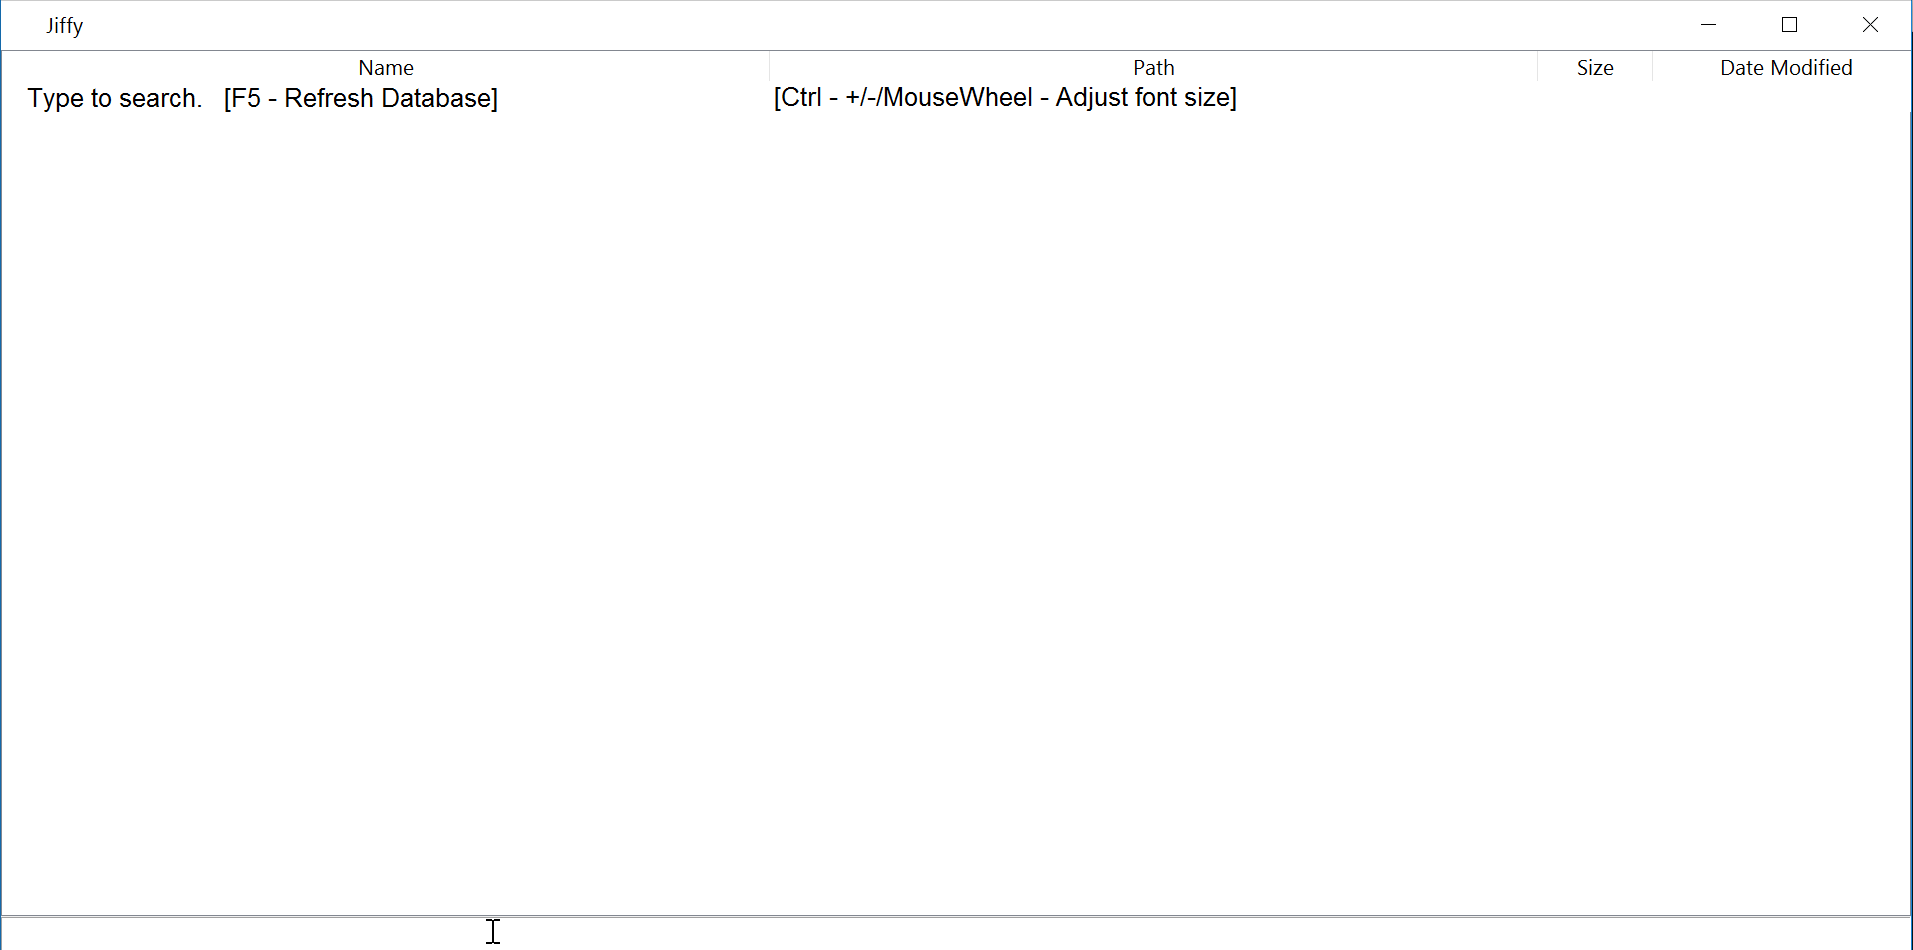 Jiffy
Name Path Size Date Modified
Type to search. [F5 - Refresh Database] [Ctrl - +/-/MouseWheel - Adjust font size]